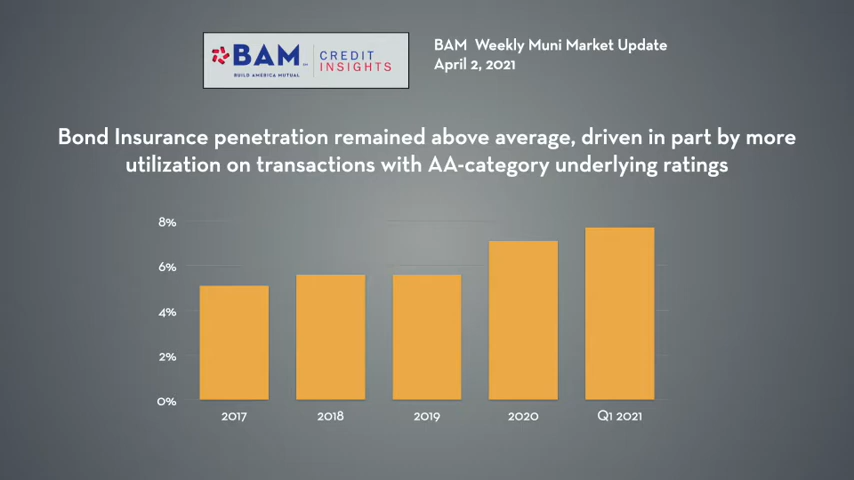 BAM
BUILD AMERICA MUTUAL
CREDIT
INSIGHTS
BAM Weekly Muni Market Update
April 2, 2021
Bond Insurance penetration remained above average, driven in part by more
utilization on transactions with AA-category underlying ratings
8%
6%
4%
2%
0%
2017
2018
2019
2020
Q1 2021